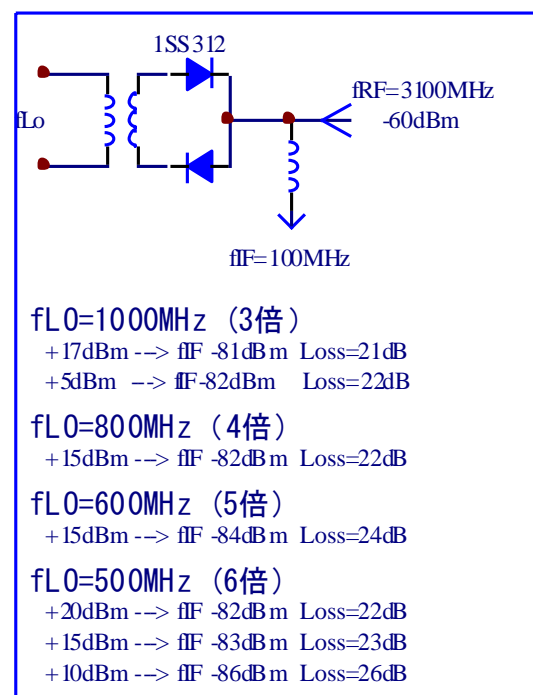 1SS312
fRF=3100MHz
-60dBm
fLo
fIF=100MHz
fLO=1000MHz (3倍)
+17dBm ---> fIF -81dBm Loss=21dB
+5dBm --> fIF-82dBm Loss=22dB
fLO=800MHz (4倍)
+15dBm ---> fIF -82dBm Loss=22dB
fLO=600MHz (5倍)
+15dBm ---> fIF -84dBm Loss=24dB
fLO=500MHz (6倍)
+20dBm ---> fIF -82dBm Loss=22dB
+15dBm ---> fIF -83dBm Loss=23dB
+10dBm ---> fIF -86dBm Loss=26dB